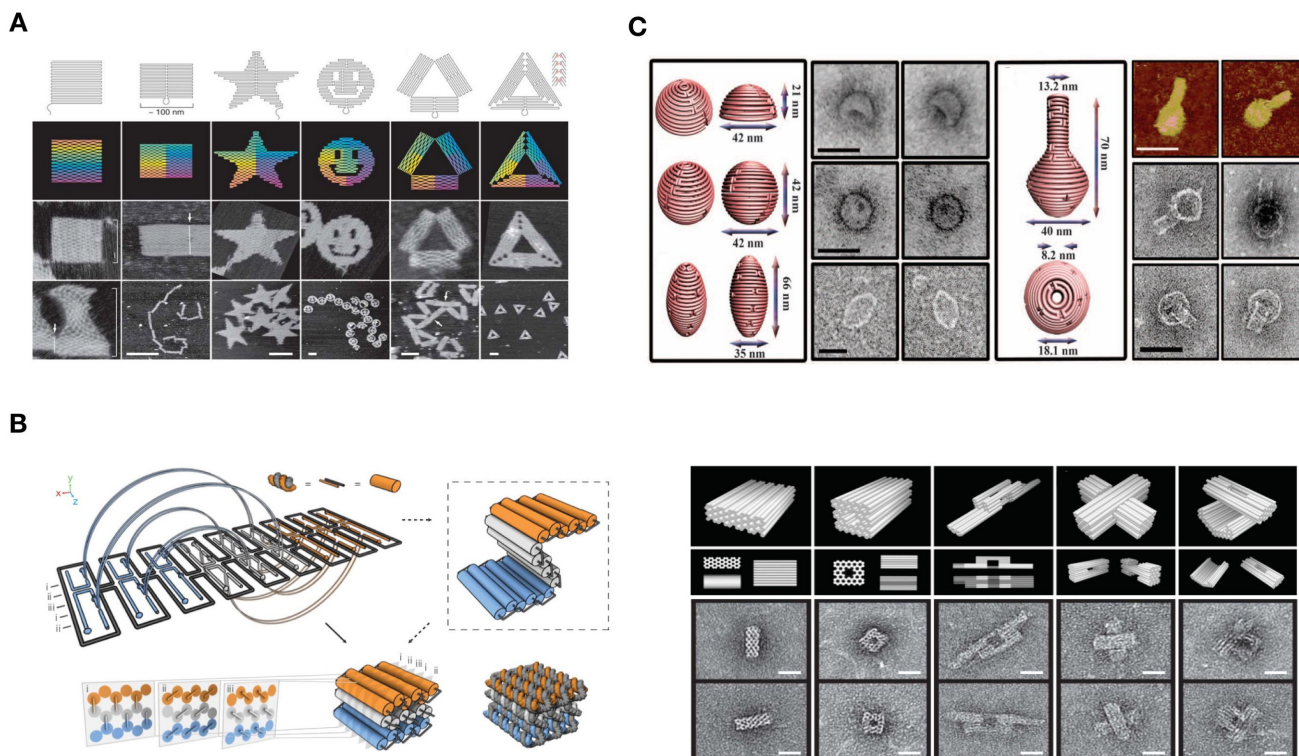 A
~ 100 nm
C
21 nm
42 nm
42 nm
42 nm
66 nm
35 nm
13.2 nm
70 nm
40 nm
8.2 nm
18.1 nm
B
y
x
z
= =
i
ii
iii
i
ii
i
ii
iii
i
ii
iii
i
ii